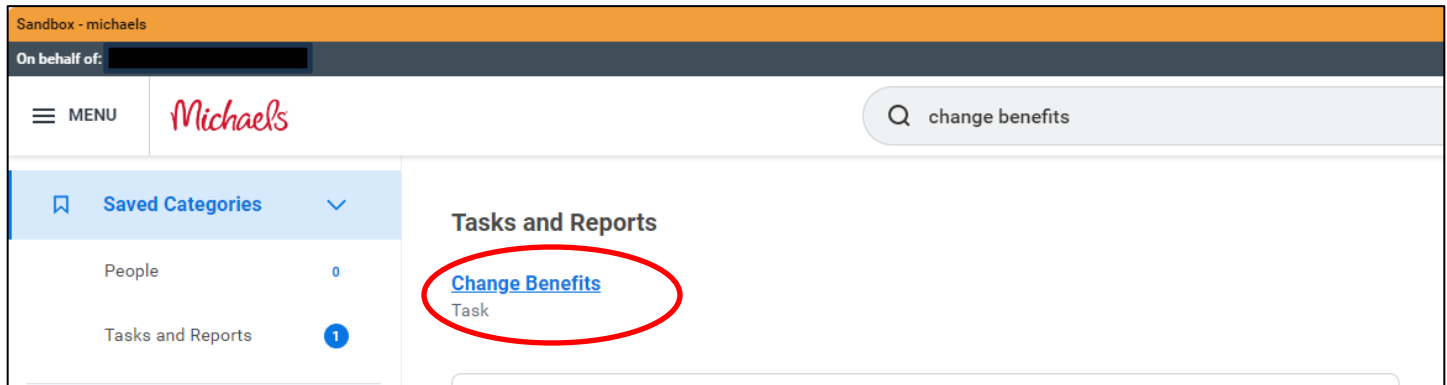 Sandbox - michaels
On behalf of:
MENU
Michaels
change benefits
Saved Categories
People 0
Tasks and Reports 1
Tasks and Reports
Change Benefits
Task